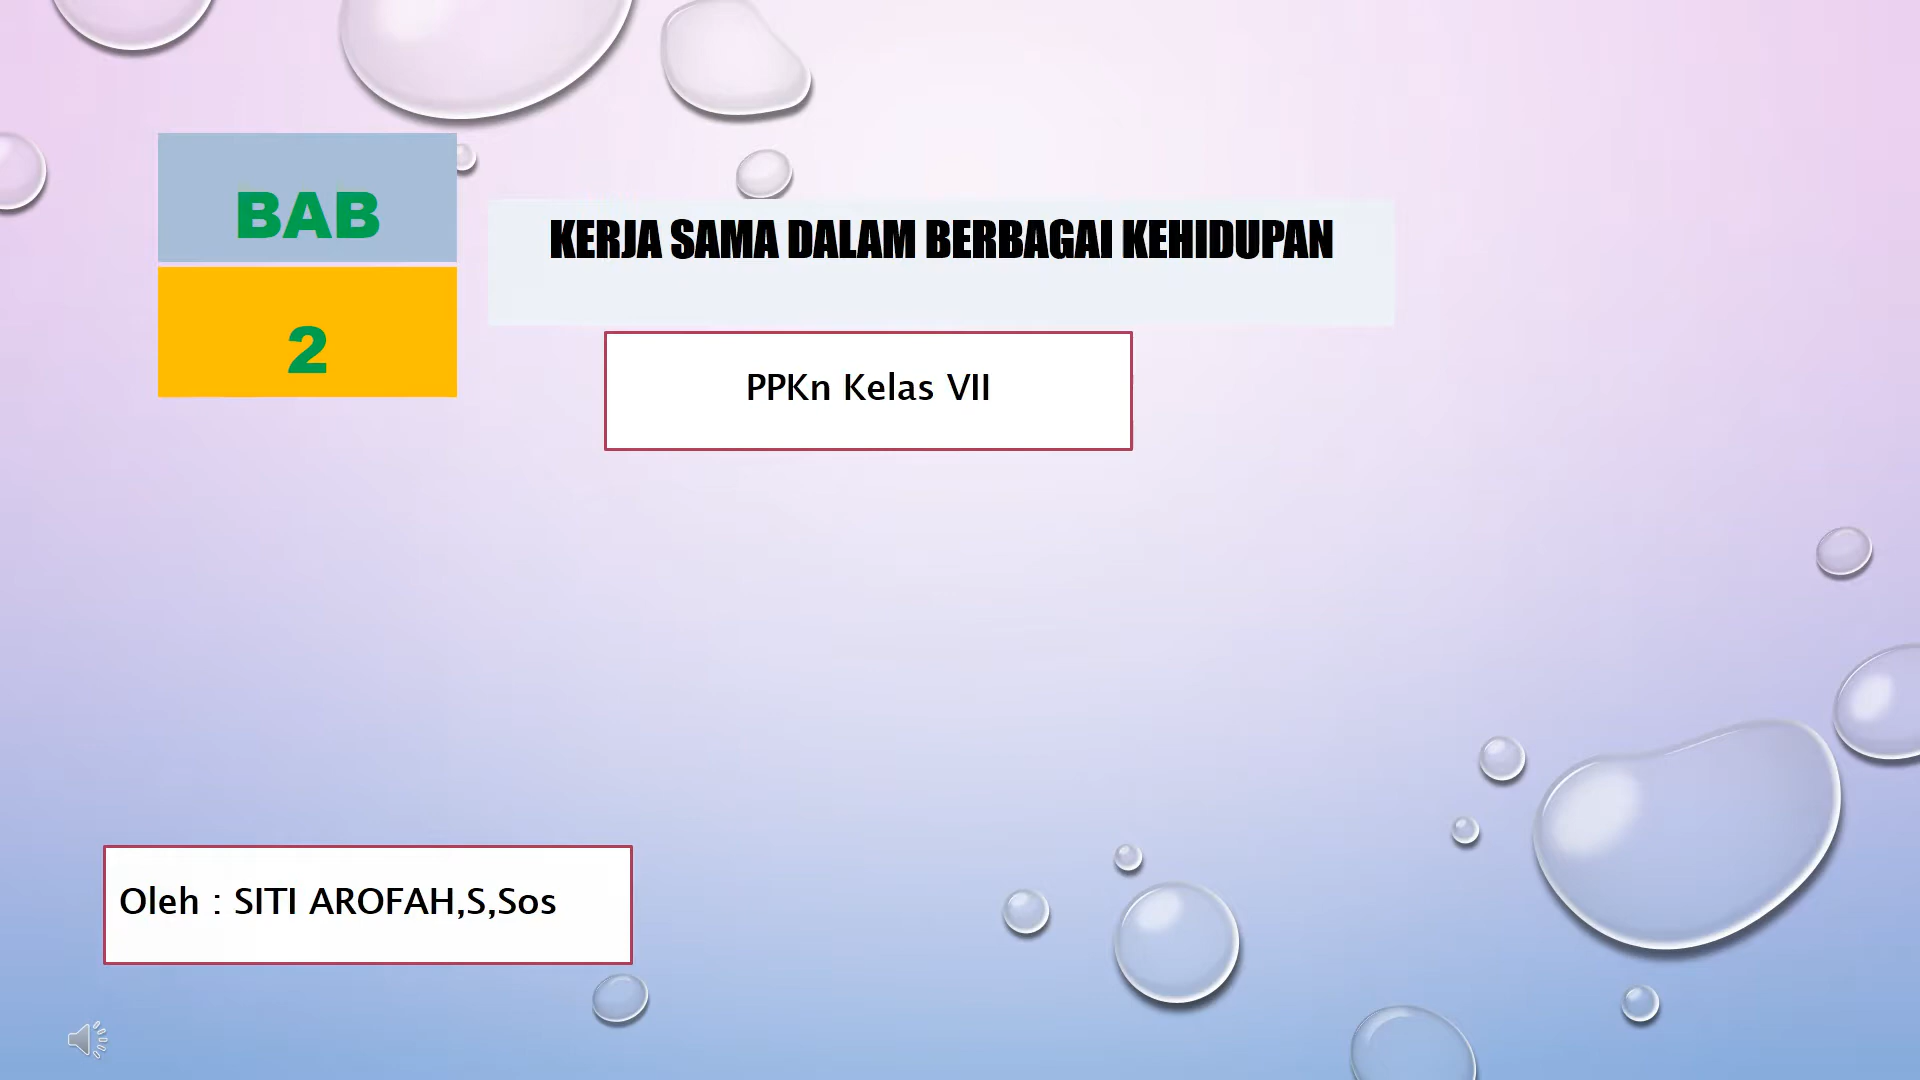 BAB
2
KERJA SAMA DALAM BERBAGAI KEHIDUPAN
PPKn Kelas VII
Oleh : SITI AROFAH,S,Sos